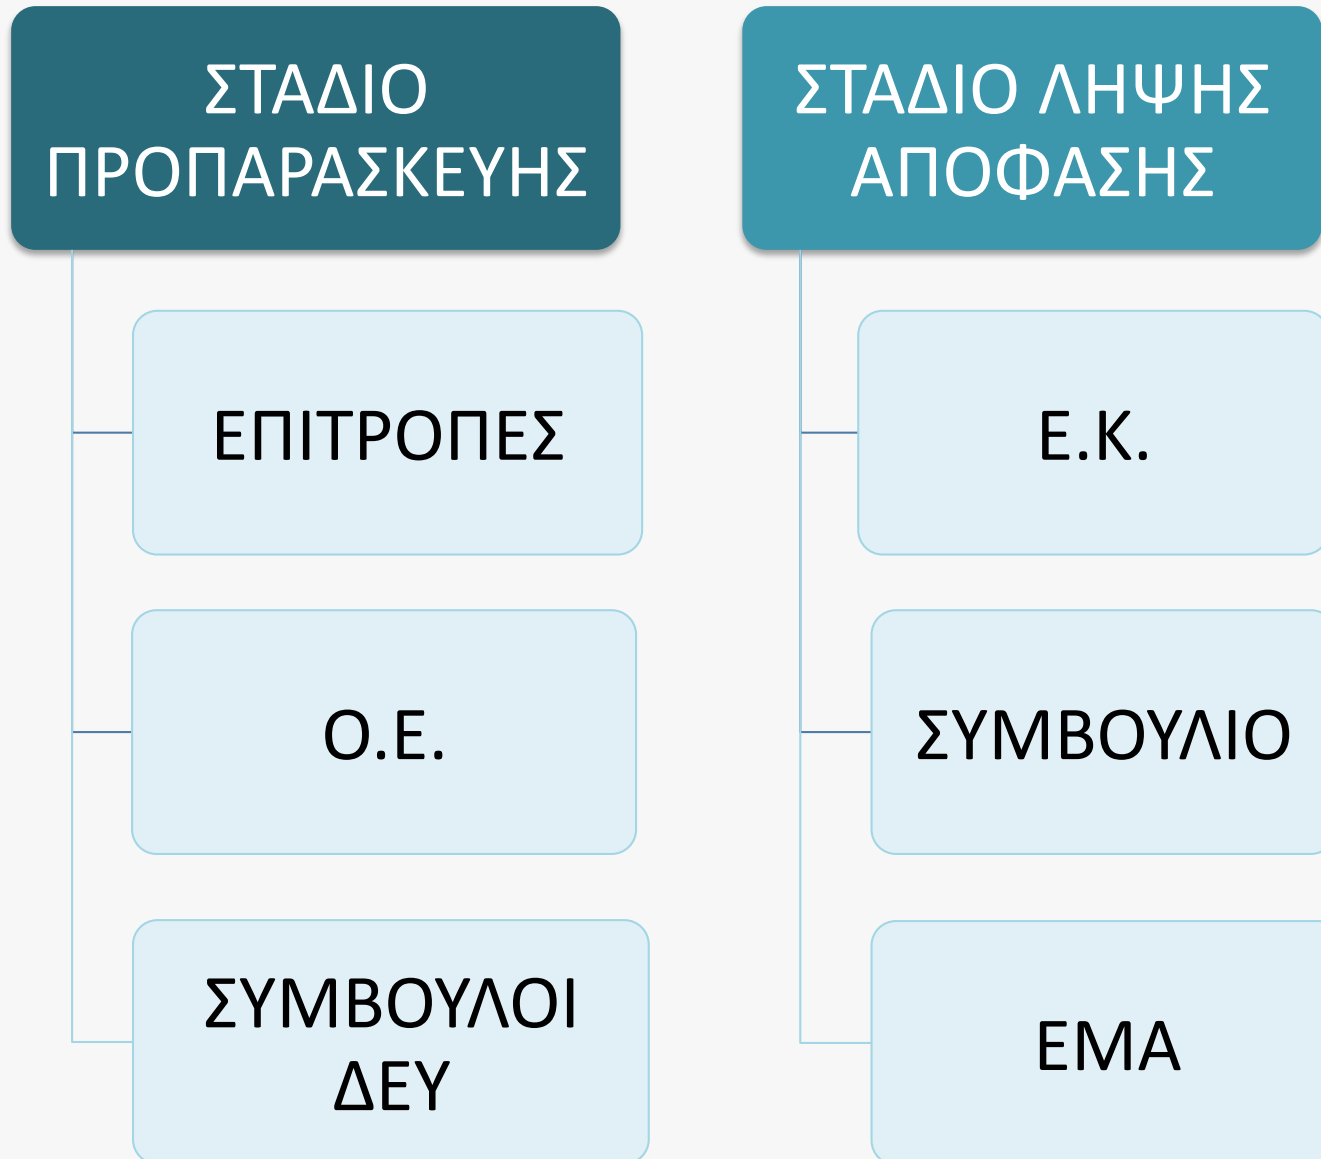 ΣΤΑΔΙΟ
ΠΡΟΠΑΡΑΣΚΕΥΗΣ
ΕΠΙΤΡΟΠΕΣ
Ο.Ε.
ΣΥΜΒΟΥΛΟΙ
ΔΕΥ
ΣΤΑΔΙΟ ΛΗΨΗΣ
ΑΠΟΦΑΣΗΣ
Ε.Κ.
ΣΥΜΒΟΥΛΙΟ
ΕΜΑ